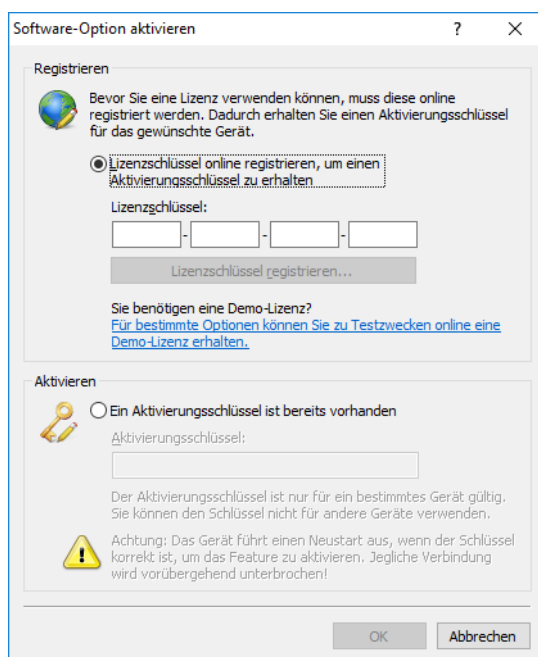 Software-Option aktivieren
?
Registrieren
Bevor Sie eine Lizenz verwenden können, muss diese online
registriert werden. Dadurch erhalten Sie einen Aktivierungsschlüssel
für das gewünschte Gerät.
Lizenzschlüssel online registrieren, um einen
Aktivierungsschlüssel zu erhalten
Lizenzschlüssel:
- - -
Lizenzschlüssel registrieren...
Sie benötigen eine Demo-Lizenz?
Für bestimmte Optionen können Sie zu Testzwecken online eine
Demo-Lizenz erhalten.
Aktivieren
Ein Aktivierungsschlüssel ist bereits vorhanden
Aktivierungsschlüssel:
Der Aktivierungsschlüssel ist nur für ein bestimmtes Gerät gültig.
Sie können den Schlüssel nicht für andere Geräte verwenden.
Achtung: Das Gerät führt einen Neustart aus, wenn der Schlüssel
korrekt ist, um das Feature zu aktivieren. Jegliche Verbindung
wird vorübergehend unterbrochen!
OK
Abbrechen